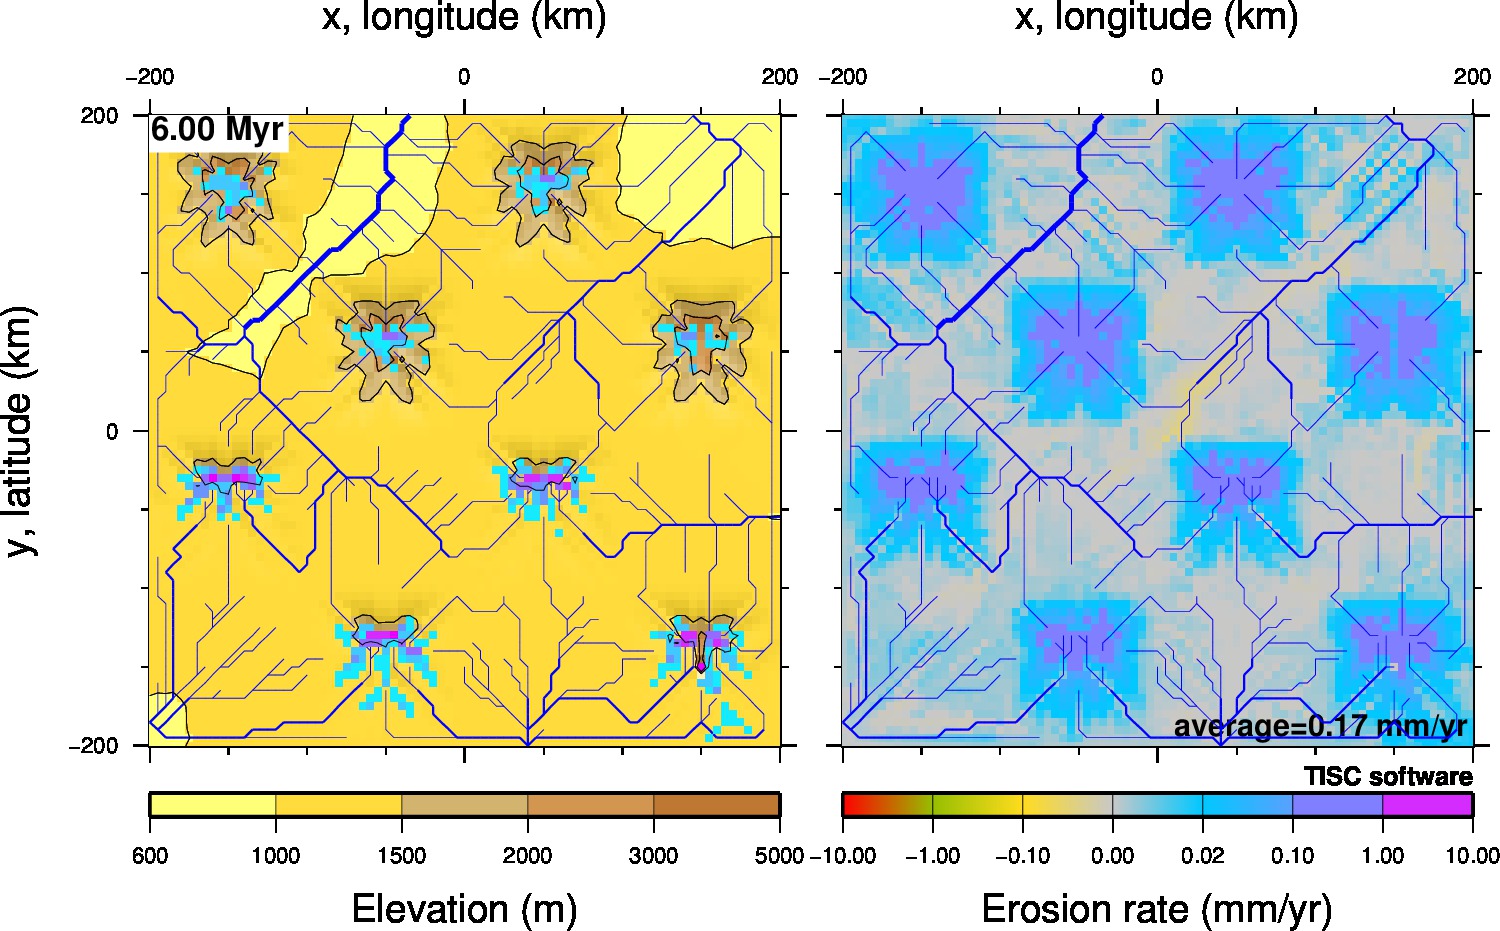 x, longitude (km) x, longitude (km)
−200 0 200 −200 0 200
200
6.00 Myr
y, latitude (km)
0
−200
average=0.17 mm/yr
TISC software
600 1000 1500 2000 3000 5000 −10.00 −1.00 −0.10 0.00 0.02 0.10 1.00 10.00
Elevation (m) Erosion rate (mm/yr)